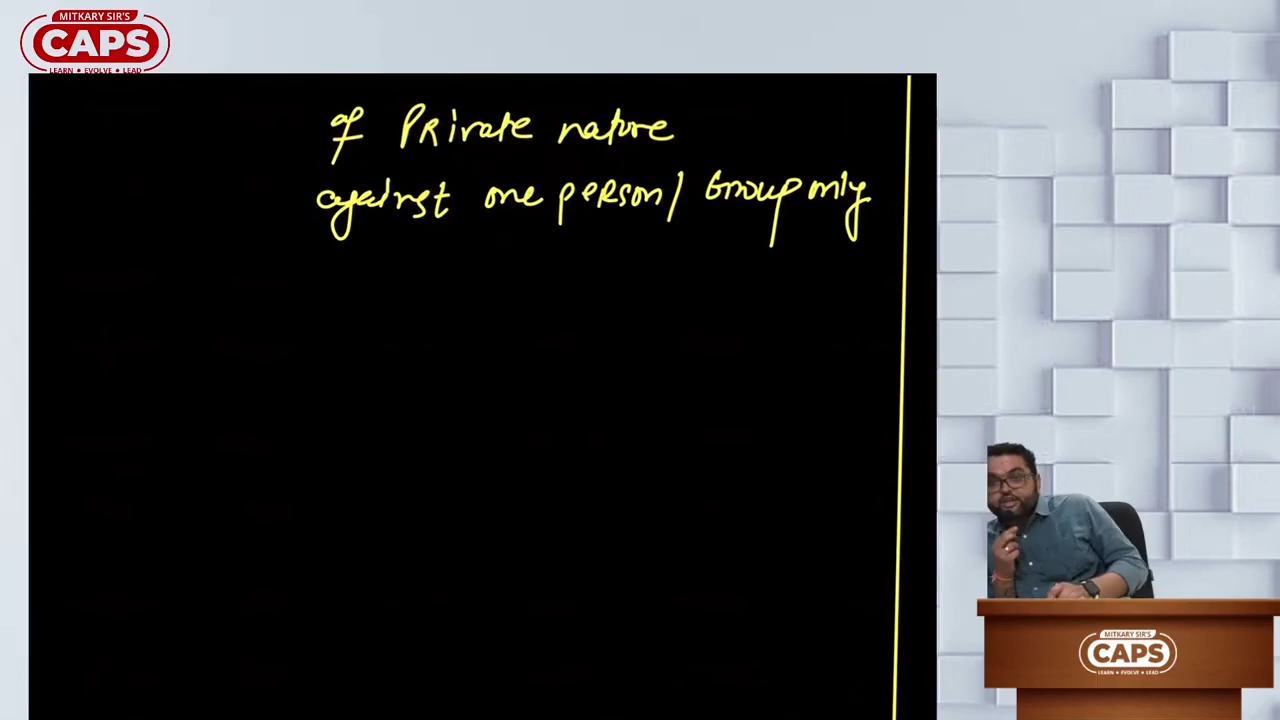 MITKARY SIR'S
CAPS
LEARN • EVOLVE • LEAD
of Private nature
against one person/ Group only
MITKARY SIR'S
CAPS
LEARN • EVOLVE • LEAD